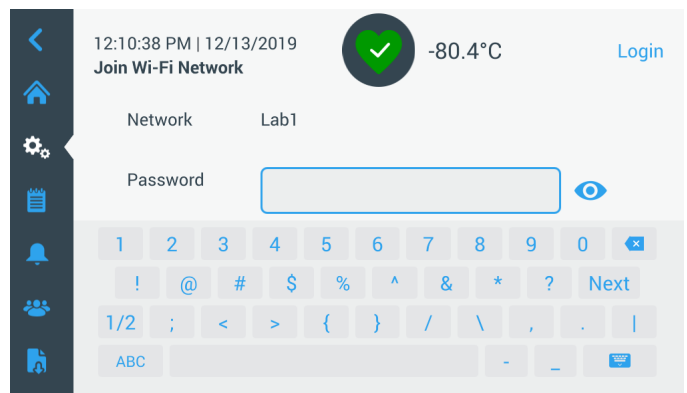 12:10:38 PM | 12/13/2019
-80.4°C
Login
Join Wi-Fi Network
Network Lab1
Password
1 2 3 4 5 6 7 8 9 0
! @ # $ % ^ & * ? Next
1/2 ; < > { } / \ , . |
ABC - _